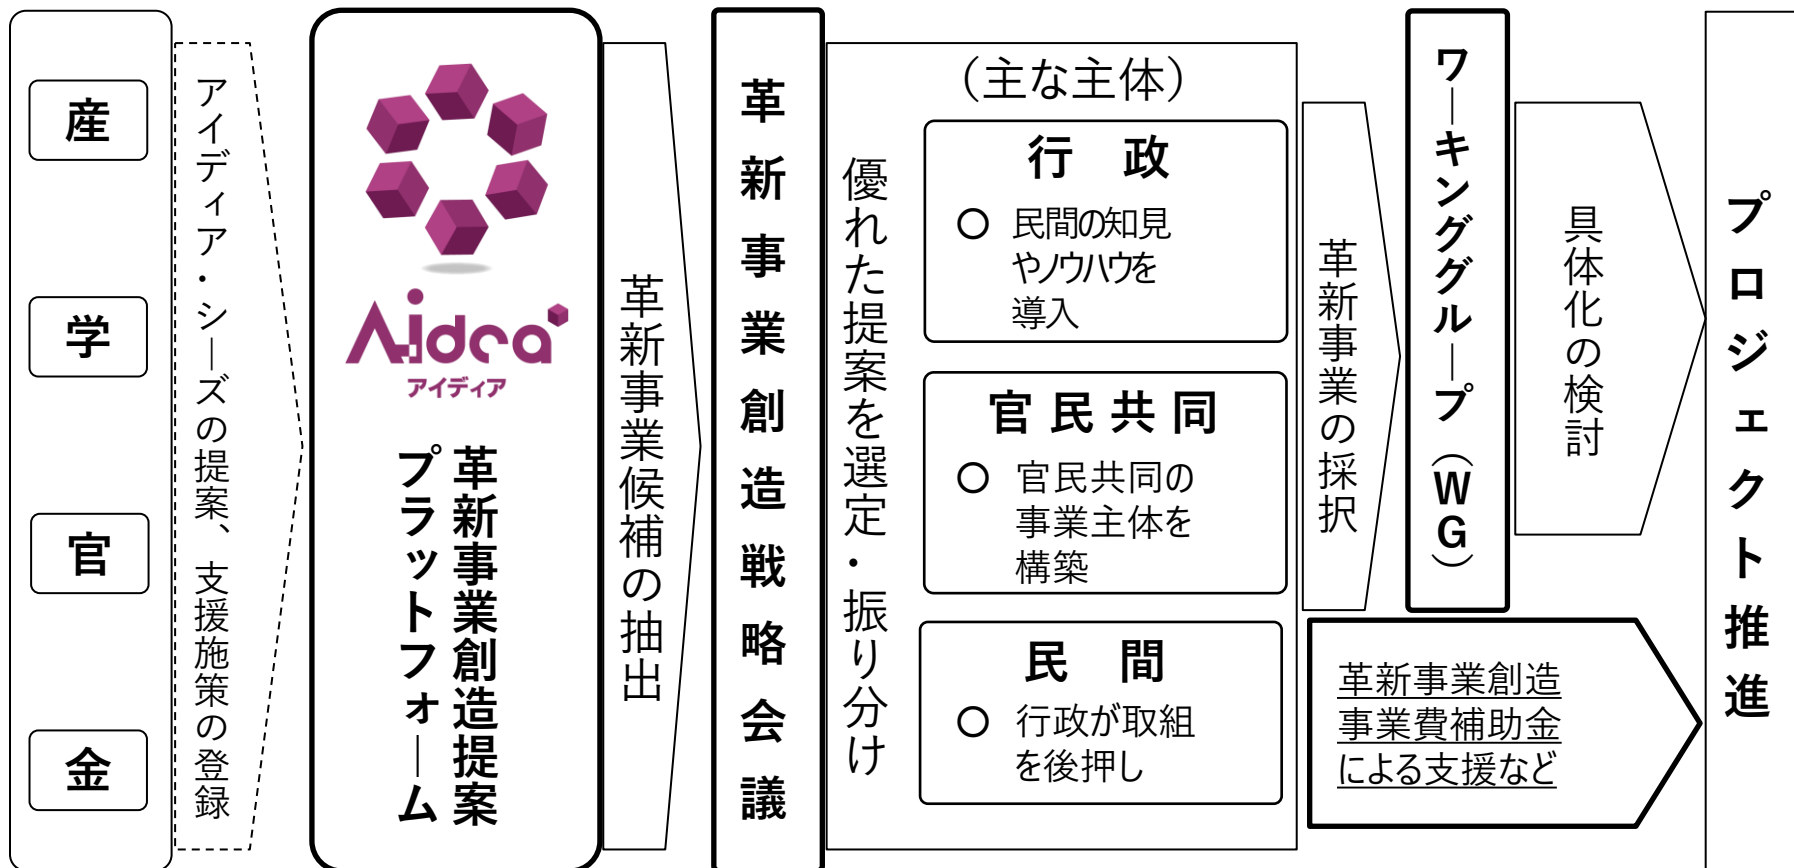 産
学
官
金
アイディア・シーズの提案、支援施策の登録
Aidea
アイディア
革新事業創造提案
プラットフォーム
革新事業候補の抽出
革新事業創造戦略会議
優れた提案を選定・振り分け
（主な主体）
行　政
○ 民間の知見
やノウハウを
導入
官民共同
○ 官民共同の
事業主体を
構築
民　間
○ 行政が取組
を後押し
革新事業の採択
ワーキンググループ（WG）
具体化の検討
革新事業創造
事業費補助金
による支援など
プロジェクト推進